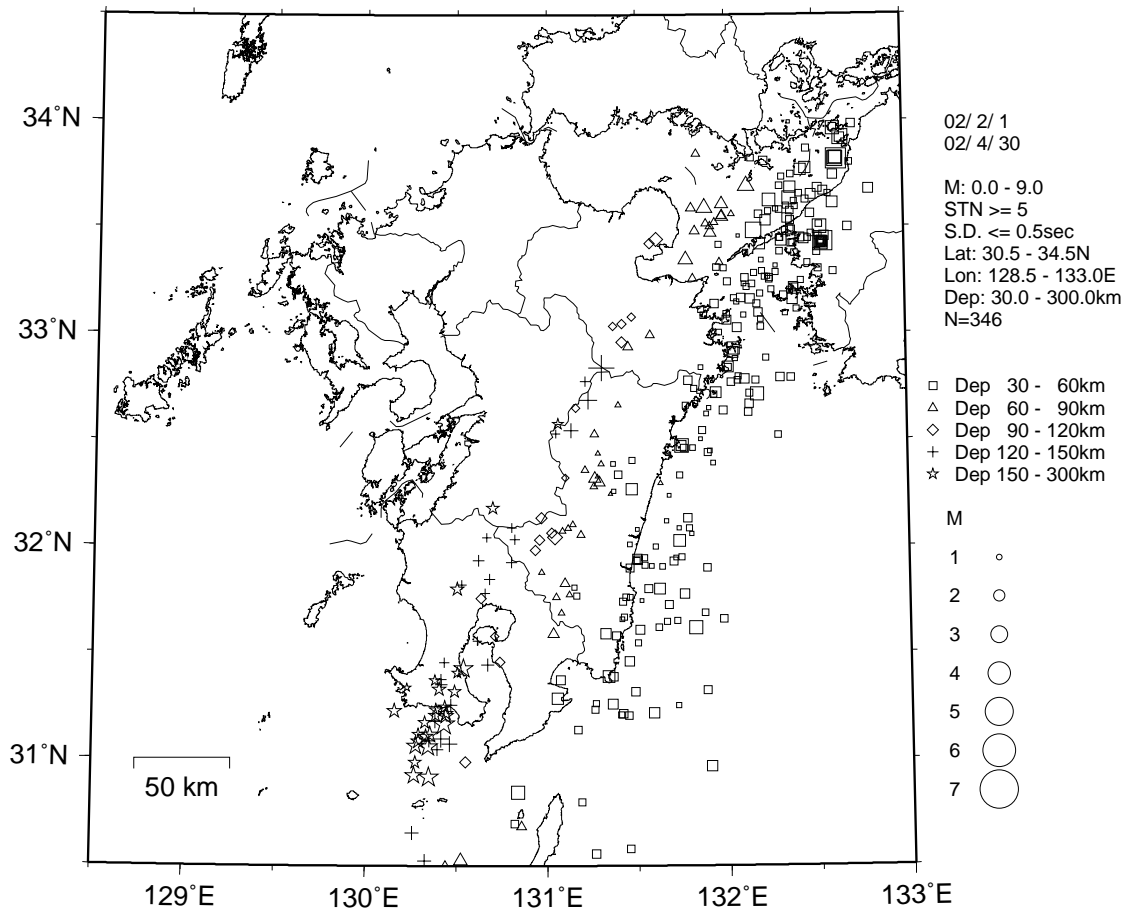 34˚N
33˚N
32˚N
31˚N
129˚E
130˚E
131˚E
132˚E
133˚E
50 km
02/ 2/ 1
02/ 4/ 30
M: 0.0 - 9.0
STN >= 5
S.D. <= 0.5sec
Lat: 30.5 - 34.5N
Lon: 128.5 - 133.0E
Dep: 30.0 - 300.0km
N=346
Dep 30 - 60km
Dep 60 - 90km
Dep 90 - 120km
Dep 120 - 150km
Dep 150 - 300km
M
1
2
3
4
5
6
7